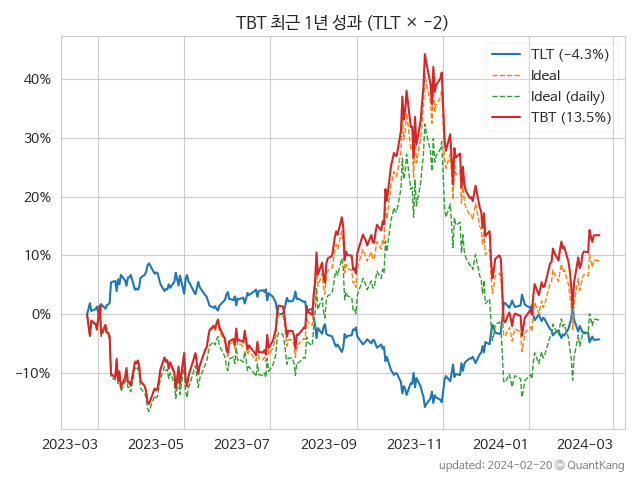 TBT 최근 1년 성과 (TLT × -2)
TLT (-4.3%)
Ideal
Ideal (daily)
TBT (13.5%)
40%
30%
20%
10%
0%
-10%
2023-03 2023-05 2023-07 2023-09 2023-11 2024-01 2024-03
updated: 2024-02-20 © QuantKang